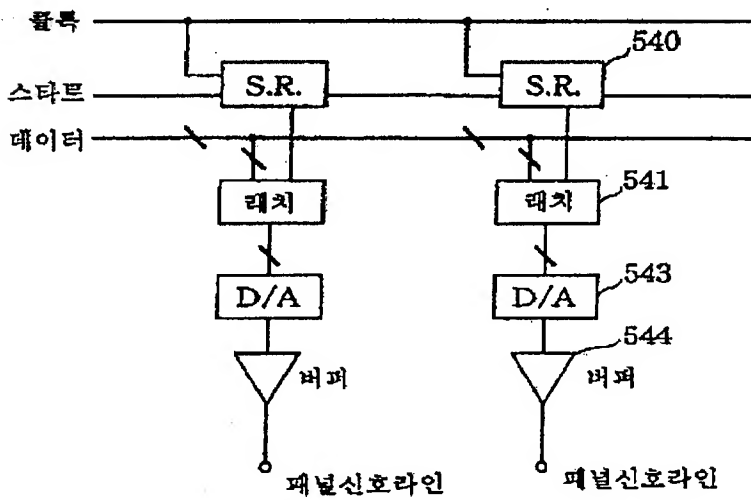 클록
540
S.R.
S.R.
스타트
데이터
541
래치
래치
543
D/A
D/A
544
버퍼
버퍼
패널신호라인
패널신호라인